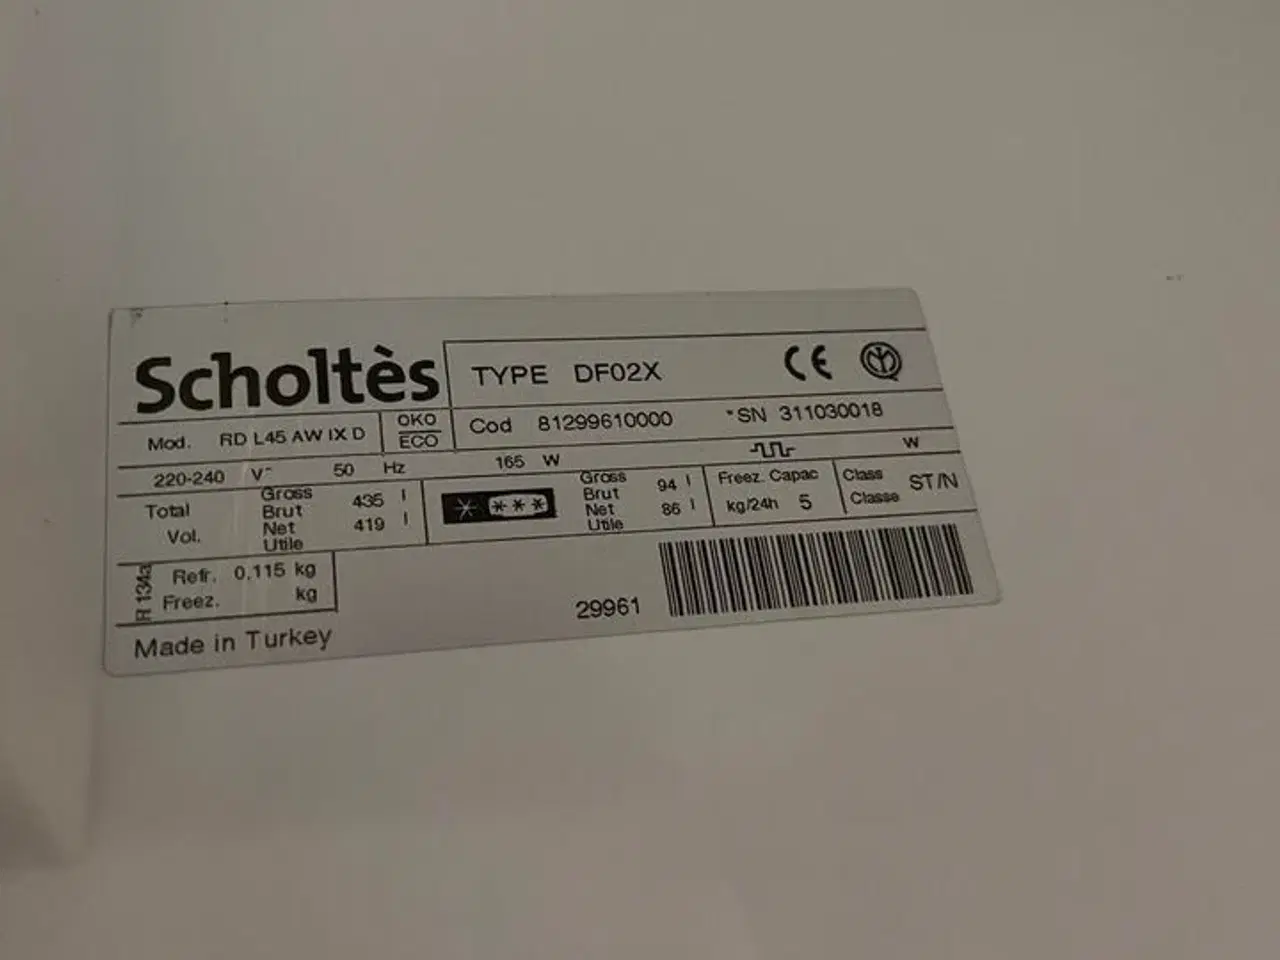 Scholtès
TYPE DF02X CE
Mod. RD L45 AW IX D
OKO
ECO
Cod 81299610000 *SN 311030018
220-240 V~ 50 Hz 165 W W
Total
Vol.
Gross
Brut 435 l
Net
Utile 419 l
* ***
Gross
Brut 94 l
Net
Utile 86 l
Freez. Capac
kg/24h 5
Class
Classe ST/N
R 134a
Refr. 0,115 kg
Freez. kg
29961
Made in Turkey